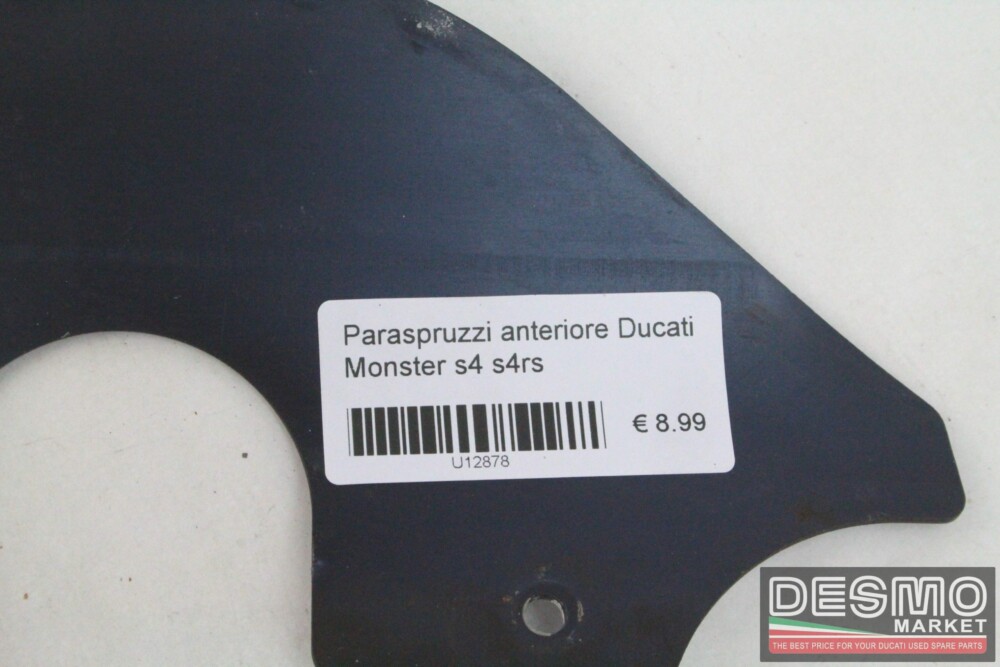 Paraspruzzi anteriore Ducati
Monster s4 s4rs
€ 8.99
U12878
DESMO
MARKET
THE BEST PRICE FOR YOUR DUCATI USED SPARE PARTS